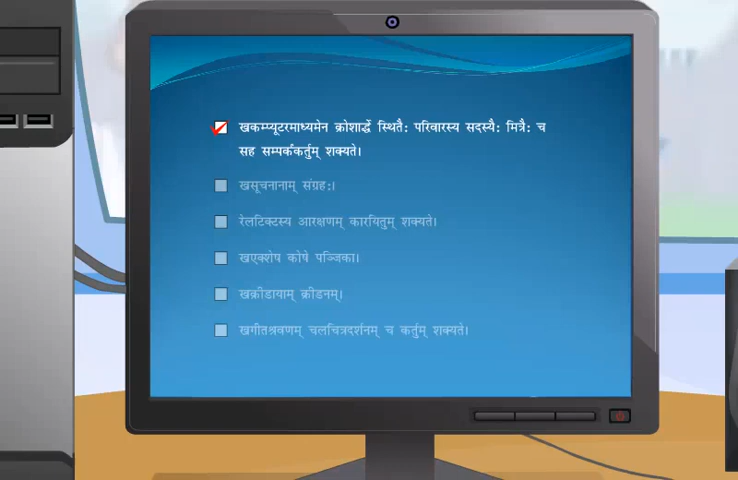 खकम्प्यूटरमाध्यमेन क्रोशार्द्धे स्थितैः परिवारस्य सदस्यैः मित्रैः च
सह सम्पर्ककर्तुम् शक्यते।
खसूचनानाम् संग्रहः।
रेलटिक्टस्य आरक्षणम् कारयितुम् शक्यते।
खएक्शेष कोषे पञ्जिका।
खक्रीडायाम् क्रीडनम्।
खगीतश्रवणम् चलचित्रदर्शनम् च कर्तुम् शक्यते।